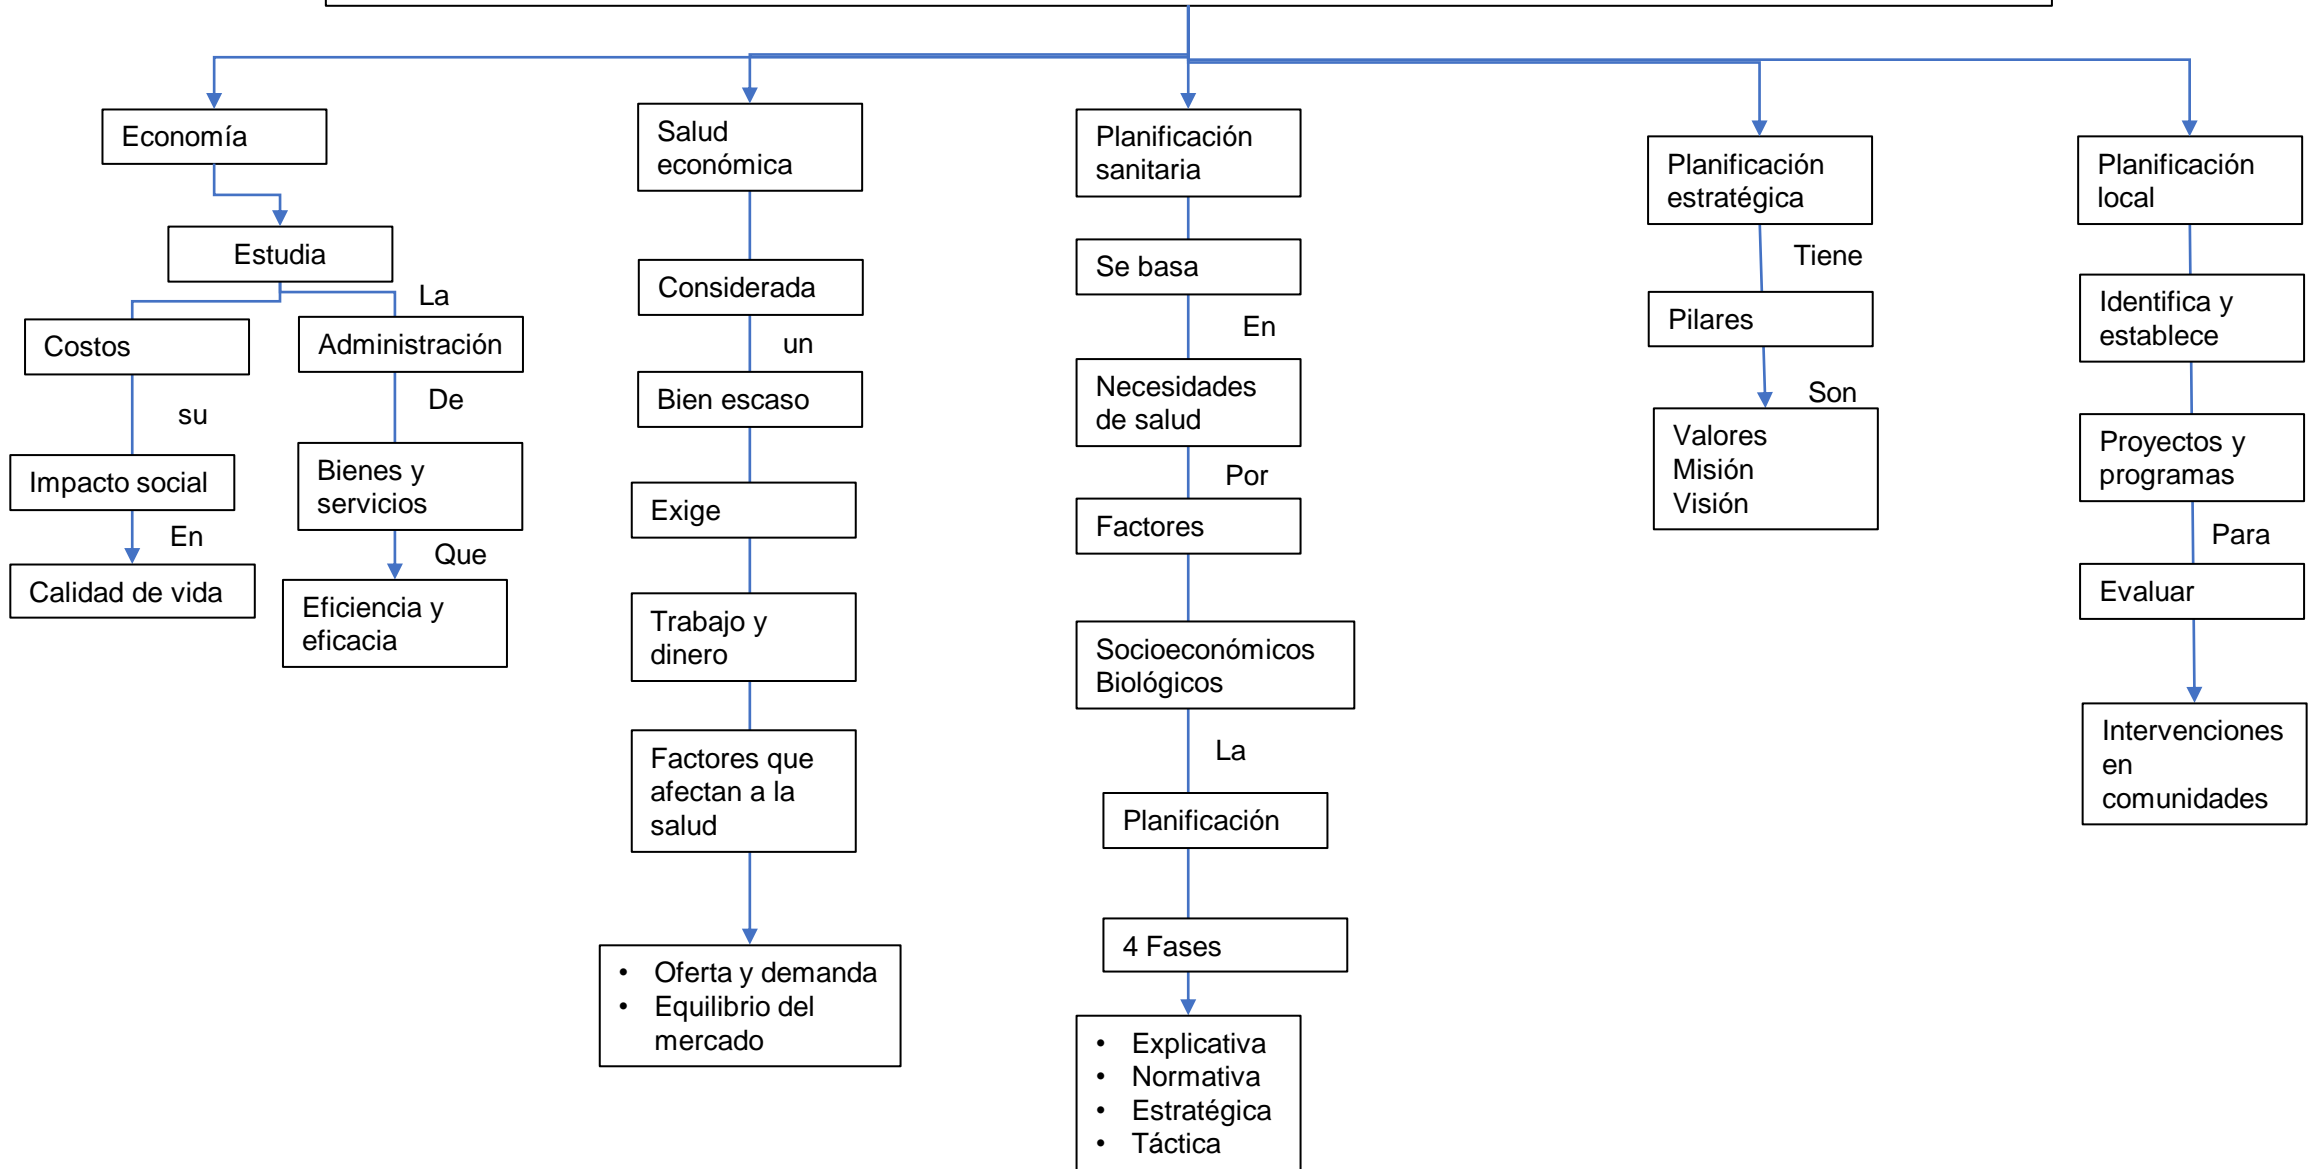 Economía
Estudia
La
Costos
Administración
su
De
Impacto social
Bienes y
servicios
En
Que
Calidad de vida
Eficiencia y
eficacia
Salud
económica
Considerada
un
Bien escaso
Exige
Trabajo y
dinero
Factores que
afectan a la
salud
• Oferta y demanda
• Equilibrio del
mercado
Planificación
sanitaria
Se basa
En
Necesidades
de salud
Por
Factores
Socioeconómicos
Biológicos
La
Planificación
4 Fases
• Explicativa
• Normativa
• Estratégica
• Táctica
Planificación
estratégica
Tiene
Pilares
Son
Valores
Misión
Visión
Planificación
local
Identifica y
establece
Proyectos y
programas
Para
Evaluar
Intervenciones
en
comunidades